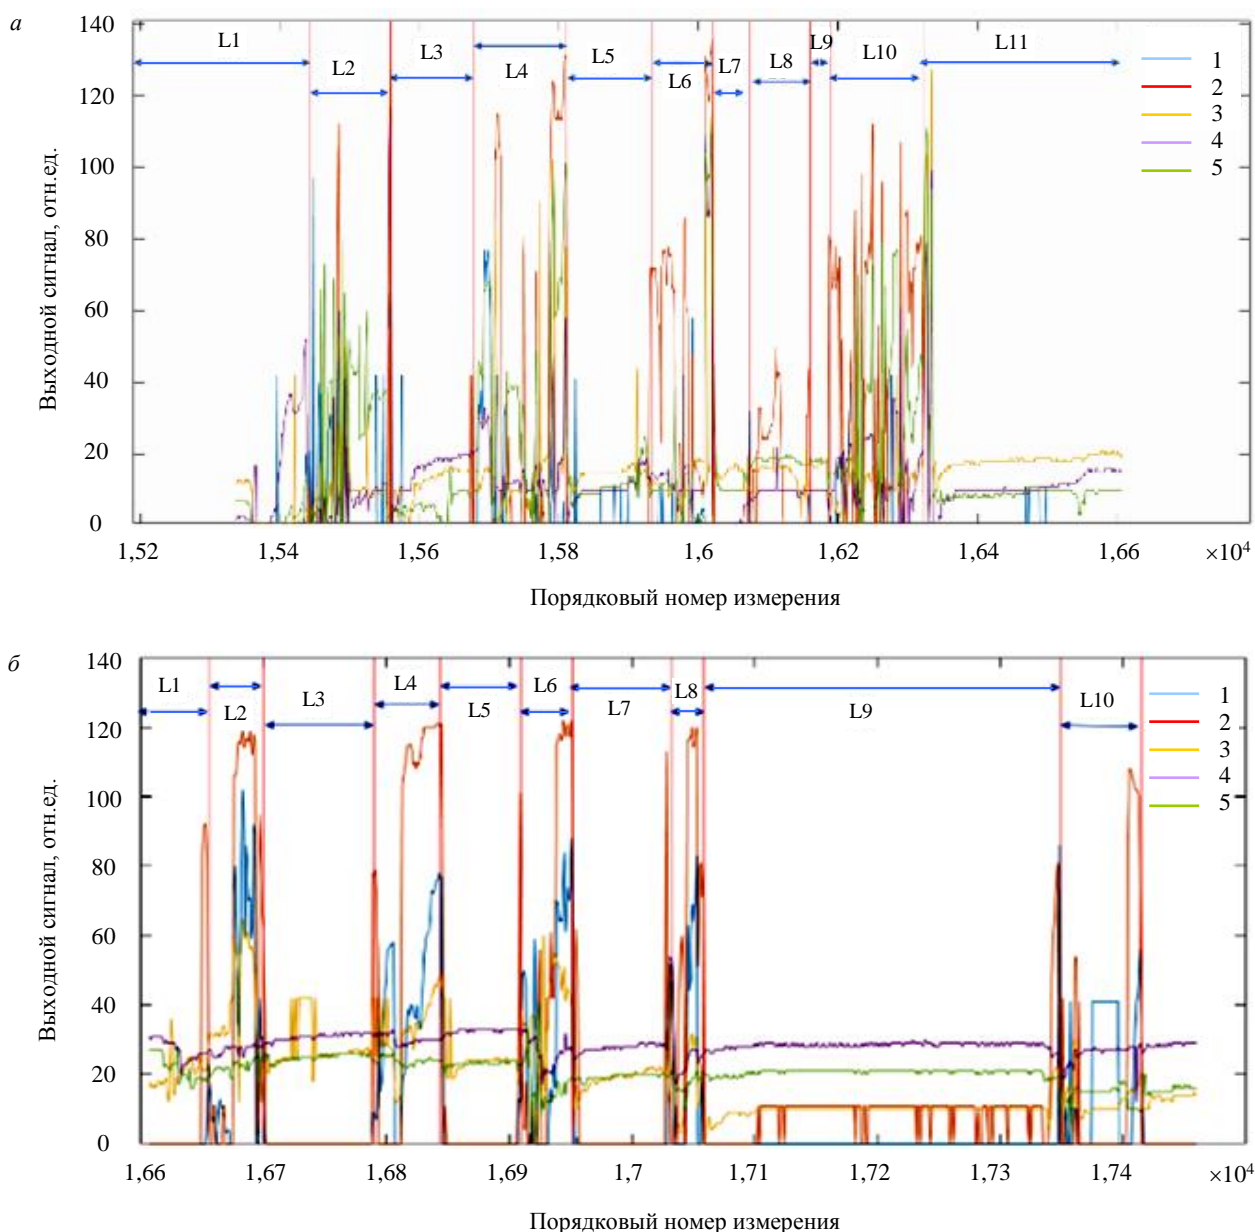 а
140
120
100
80
60
40
20
0
Выходной сигнал, отн.ед.
L1
L2
L3
L4
L5
L6
L7
L8
L9
L10
L11
1
2
3
4
5
1,52
1,54
1,56
1,58
1,6
1,62
1,64
1,66
×10⁴
Порядковый номер измерения
б
140
120
100
80
60
40
20
0
Выходной сигнал, отн.ед.
L1
L2
L3
L4
L5
L6
L7
L8
L9
L10
1
2
3
4
5
1,66
1,67
1,68
1,69
1,7
1,71
1,72
1,73
1,74
×10⁴
Порядковый номер измерения